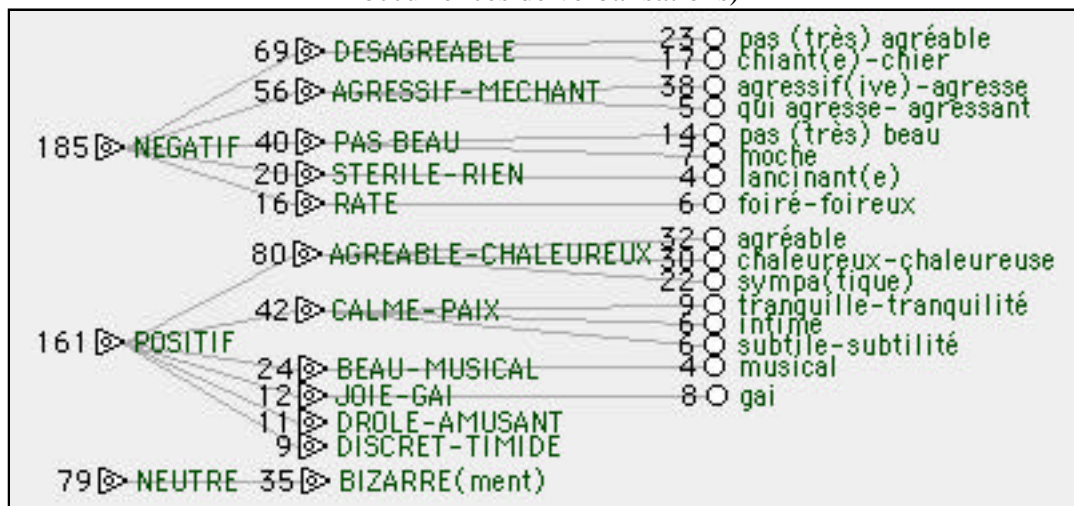 occurrences de verbalisations)
69 DESAGREABLE 23 pas (très) agréable
17 chiant(e)-chier
56 AGRESSIF-MECHANT 38 agressif(ive)-agresse
5 qui agresse- agressant
185 NEGATIF 40 PAS BEAU 14 pas (très) beau
7 moche
20 STERILE-RIEN 4 lancinant(e)
16 RATE 6 foiré-foireux
80 AGREABLE-CHALEUREUX 32 agréable
30 chaleureux-chaleureuse
22 sympa(tique)
42 CALME-PAIX 9 tranquille-tranquilité
6 intime
161 POSITIF 6 subtile-subtilité
24 BEAU-MUSICAL 4 musical
12 JOIE-GAI 8 gai
11 DROLE-AMUSANT
9 DISCRET-TIMIDE
79 NEUTRE 35 BIZARRE(ment)